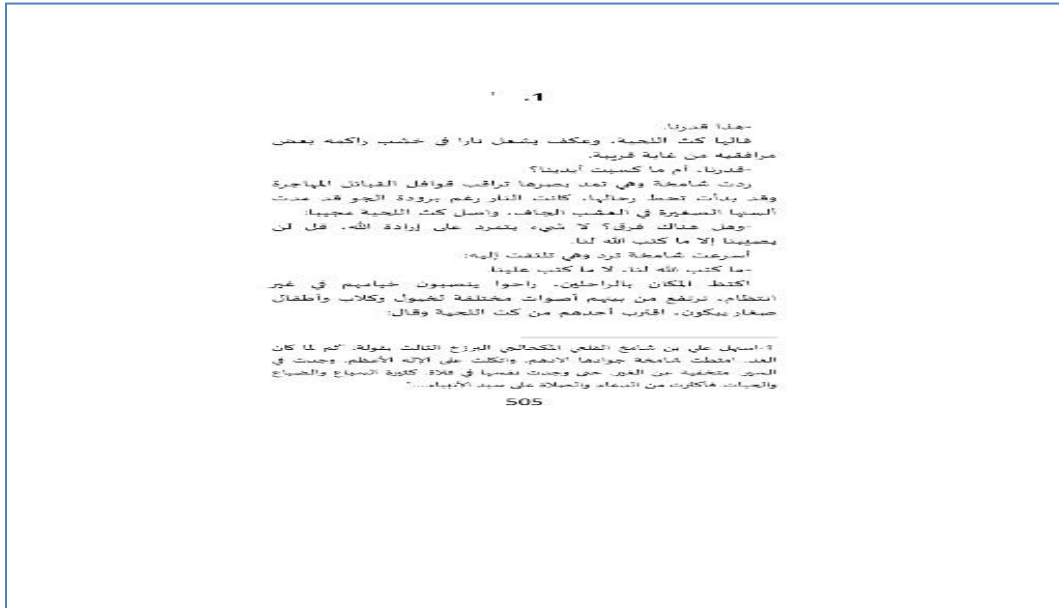 1.
-هذا قدرنا.
قالها كث اللحية، وعكف يشعل نارا في خشب راكمه بعض
مرافقيه من غابة قريبة.
-قدرنا، أم ما كسبت أيدينا؟
ردت شامخة وهي تمد بصرها تراقب قوافل القبائل المهاجرة
وقد بدأت تحط رحالها، كانت النار رغم برودة الجو قد مدت
ألسنها الصغيرة في العشب الجاف، واصل كث اللحية مجيبا:
-وهل هناك فرق؟ لا شيء يتمرد على إرادة الله، قل لن
يصيبنا إلا ما كتب الله لنا.
أسرعت شامخة ترد وهي تلتفت إليه:
-ما كتب الله لنا، لا ما كتب علينا.
اكتظ المكان بالراحلين، راحوا ينصبون خيامهم في غير
انتظام، ترتفع من بينهم أصوات مختلفة لخيول وكلاب وأطفال
صغار يبكون، اقترب أحدهم من كث اللحية وقال:
1-استهل علي بن شامخ القلعي المكحالجي البرزخ الثالث بقوله: "ثم لما كان
الغد، امتطت شامخة جوادها الأدهم، واتكلت على الإله الأعظم، وجدت في
السير متخفية عن الغير حتى وجدت نفسها في فلاة كثيرة السباع والضباع
والحيات فأكثرت من الدعاء والصلاة على سيد الأنبياء..."
505